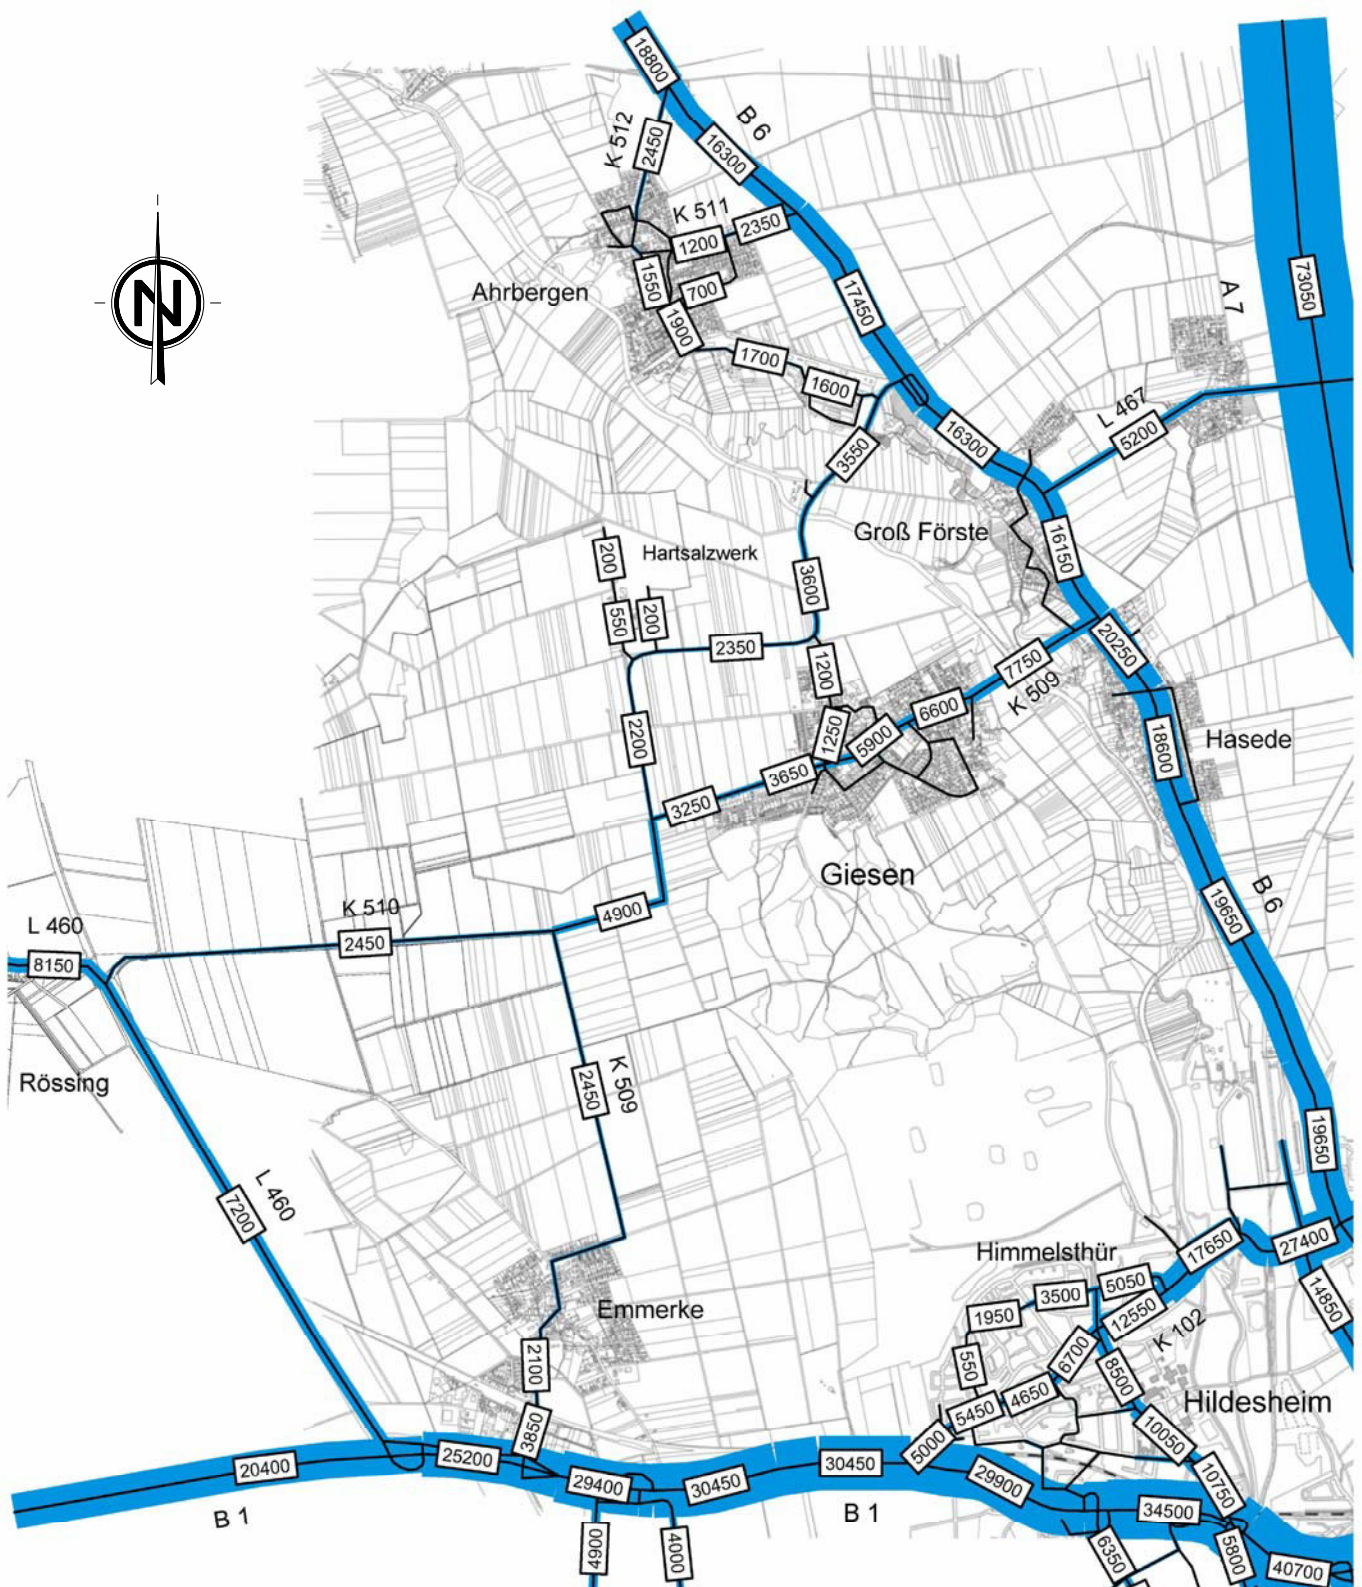 18800
B 6
K 512
2450
16300
K 511
2350
1200
1550
700
Ahrbergen
1900
17450
73050
A 7
1700
1600
L 467
5200
16300
3550
N
Groß Förste
Hartsalzwerk
200
16150
3600
550
200
2350
20250
1200
7750
K 509
6600
2200
1250
5900
18600
Hasede
3650
3250
Giesen
B 6
19650
K 510
4900
L 460
2450
8150
Rössing
K 509
2450
19650
L 460
7200
17650
27400
Himmelsthür
5050
3500
14850
Emmerke
1950
12550
K 102
6700
2100
550
8500
4650
Hildesheim
5450
3850
10050
5000
25200
20400
30450
29400
30450
29900
10750
34500
B 1
B 1
4900
4000
6350
5800
40700